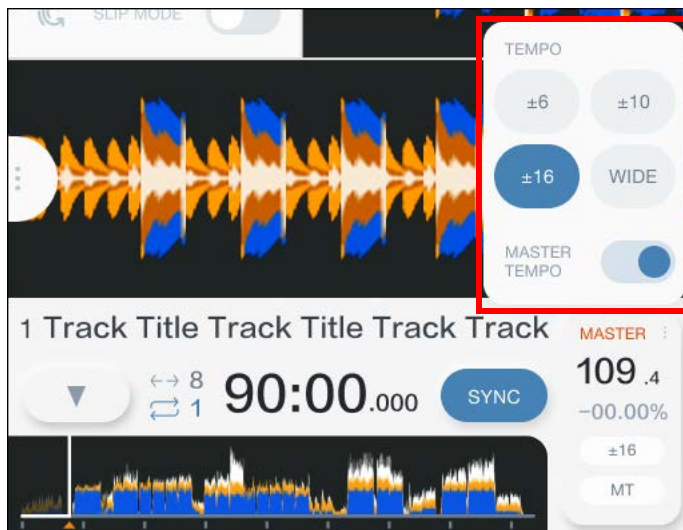 SLIP MODE
TEMPO
±6 ±10
±16 WIDE
MASTER
TEMPO
1 Track Title Track Title Track Track
MASTER
8
1
90:00.000
SYNC
109.4
-00.00%
±16
MT